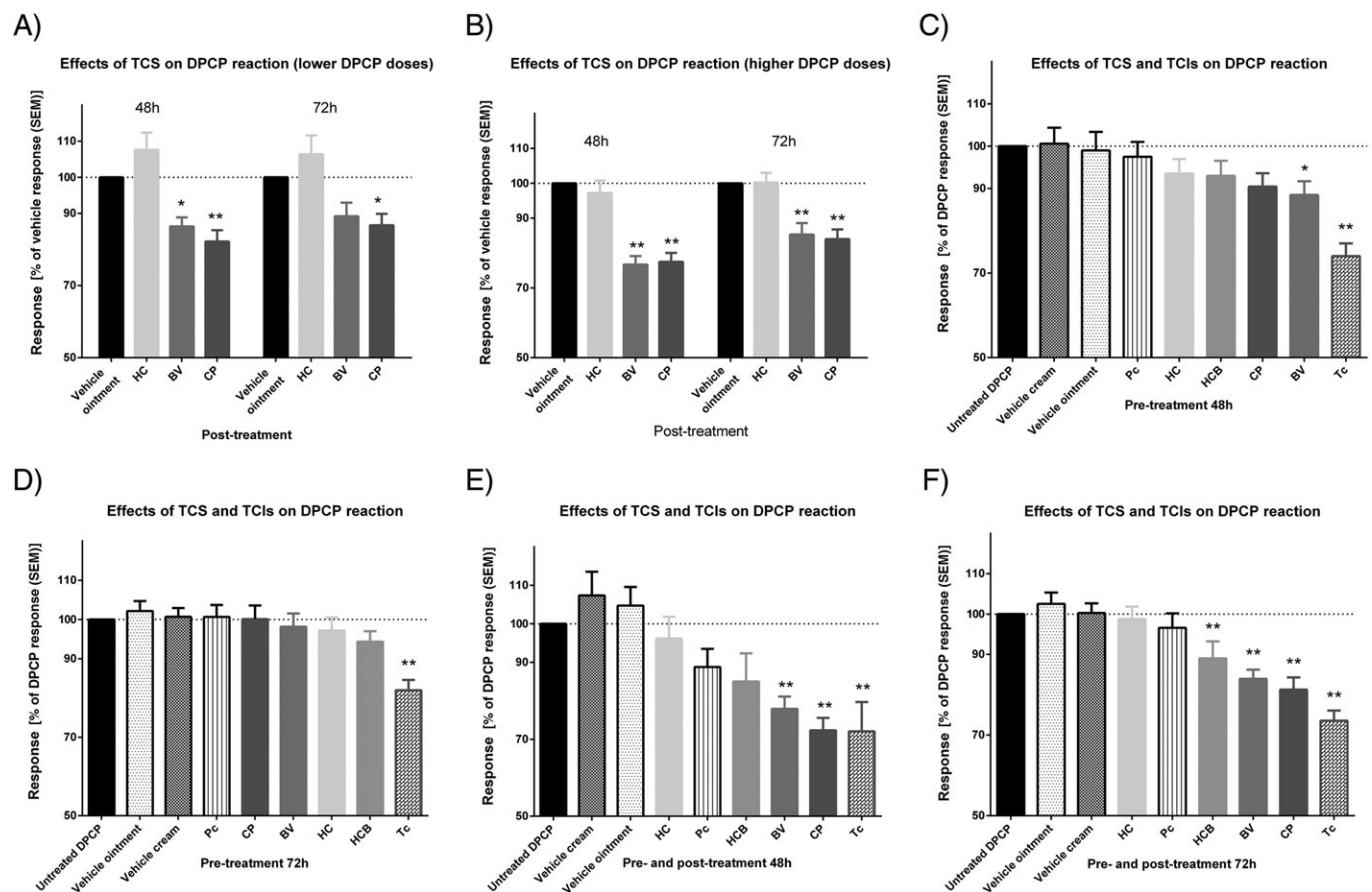 A)
Effects of TCS on DPCP reaction (lower DPCP doses)
Response [% of vehicle response (SEM)]
48h
72h
110
100
90
70
50
*
**
*
Vehicle
ointment
HC
BV
CP
Vehicle
ointment
HC
BV
CP
Post-treatment
B)
Effects of TCS on DPCP reaction (higher DPCP doses)
Response [% of vehicle response (SEM)]
48h
72h
110
100
90
70
50
**
**
**
**
Vehicle
ointment
HC
BV
CP
Vehicle
ointment
HC
BV
CP
Post-treatment
C)
Effects of TCS and TCIs on DPCP reaction
Response [% of DPCP response (SEM)]
110
100
90
70
50
*
**
Untreated DPCP
Vehicle cream
Vehicle ointment
Pc
HC
HCB
CP
BV
Tc
Pre-treatment 48h
D)
Effects of TCS and TCIs on DPCP reaction
Response [% of DPCP response (SEM)]
110
100
90
70
50
**
Untreated DPCP
Vehicle ointment
Vehicle cream
Pc
CP
BV
HC
HCB
Tc
Pre-treatment 72h
E)
Effects of TCS and TCIs on DPCP reaction
Response [% of DPCP response (SEM)]
110
100
90
70
50
**
**
**
Untreated DPCP
Vehicle cream
Vehicle ointment
HC
Pc
HCB
BV
CP
Tc
Pre- and post-treatment 48h
F)
Effects of TCS and TCIs on DPCP reaction
Response [% of DPCP response (SEM)]
110
100
90
70
50
**
**
**
**
Untreated DPCP
Vehicle ointment
Vehicle cream
HC
Pc
HCB
BV
CP
Tc
Pre- and post-treatment 72h